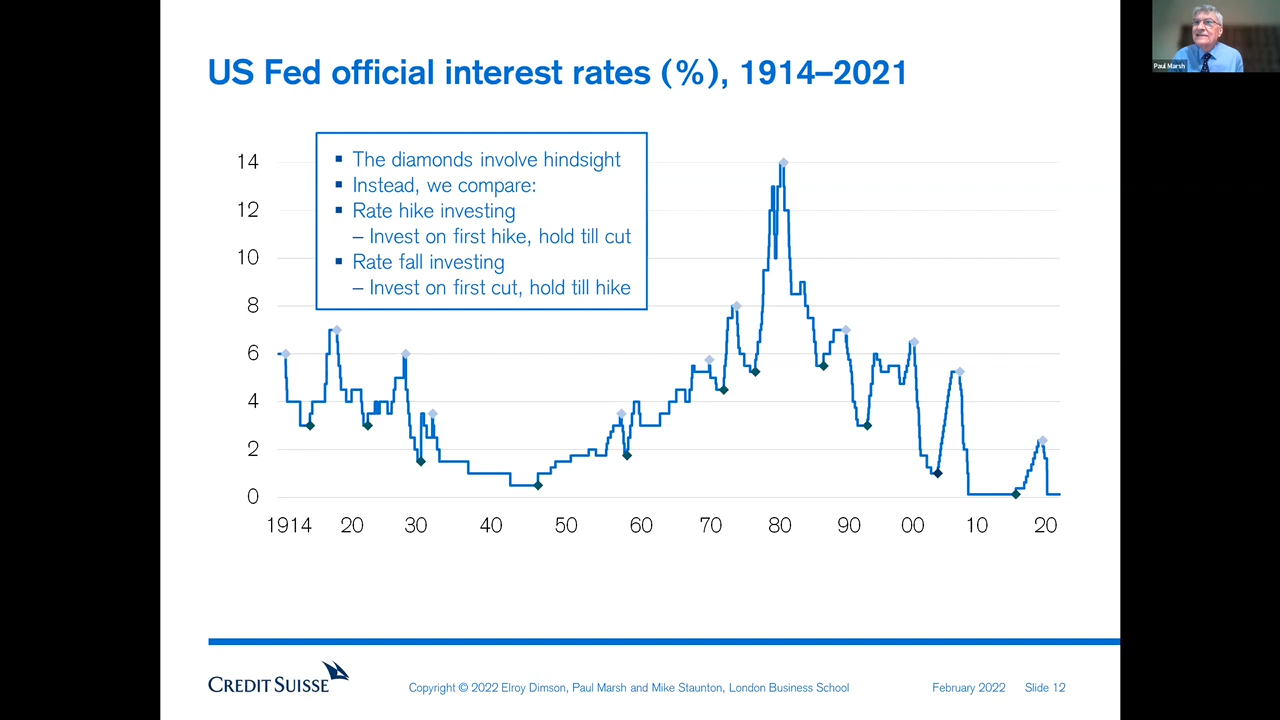 Paul Marsh
US Fed official interest rates (%), 1914–2021
▪ The diamonds involve hindsight
▪ Instead, we compare:
▪ Rate hike investing
– Invest on first hike, hold till cut
▪ Rate fall investing
– Invest on first cut, hold till hike
14
12
10
8
6
4
2
0
1914 20 30 40 50 60 70 80 90 00 10 20
CREDIT SUISSE
Copyright © 2022 Elroy Dimson, Paul Marsh and Mike Staunton, London Business School
February 2022 Slide 12